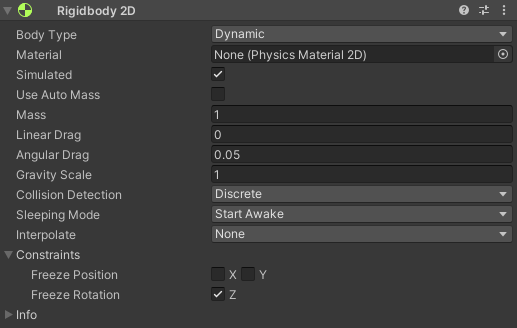 Rigidbody 2D
Body Type Dynamic
Material None (Physics Material 2D)
Simulated
Use Auto Mass
Mass 1
Linear Drag 0
Angular Drag 0.05
Gravity Scale 1
Collision Detection Discrete
Sleeping Mode Start Awake
Interpolate None
Constraints
Freeze Position X Y
Freeze Rotation Z
Info